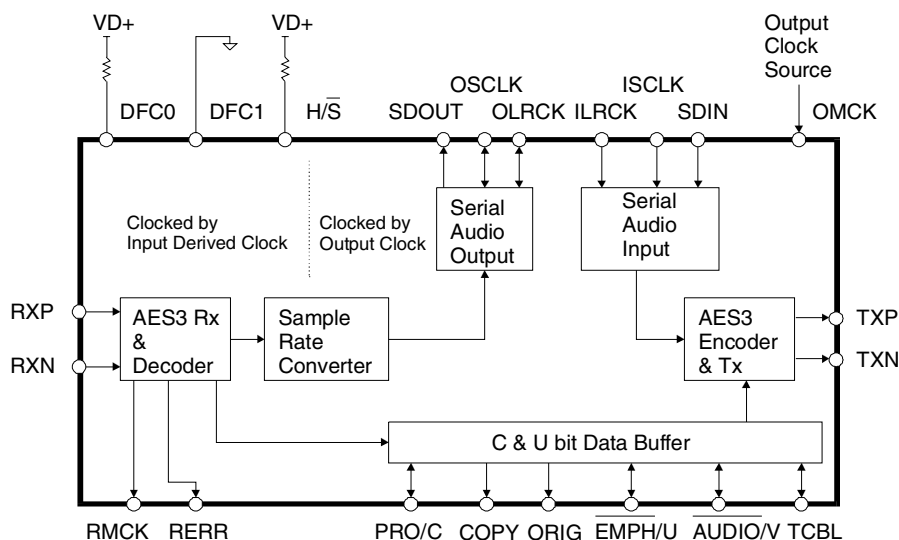 VD+
VD+
Output
Clock
Source
DFC0
DFC1
H/S̅
SDOUT
OSCLK
OLRCK
ILRCK
ISCLK
SDIN
OMCK
Clocked by
Input Derived Clock
Clocked by
Output Clock
Serial
Audio
Output
Serial
Audio
Input
RXP
RXN
AES3 Rx
&
Decoder
Sample
Rate
Converter
AES3
Encoder
& Tx
TXP
TXN
C & U bit Data Buffer
RMCK
RERR
PRO/C
COPY
ORIG
EMPH/U
AUDIO/V
TCBL